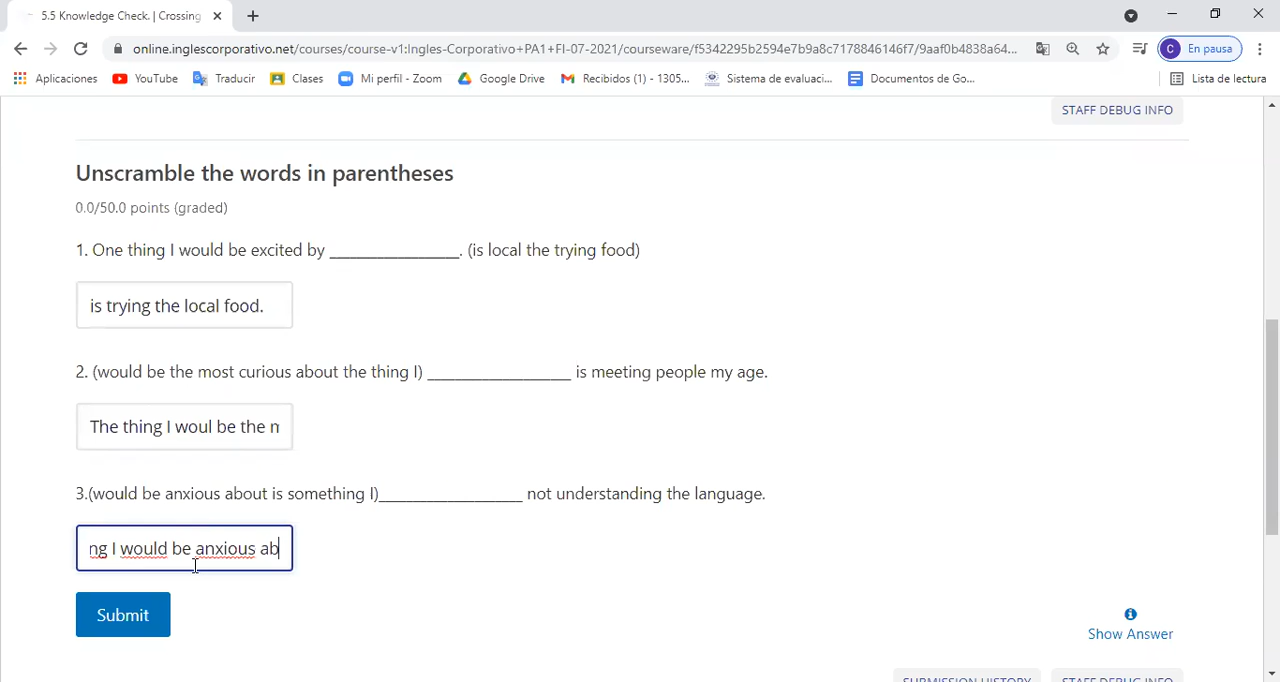 5.5 Knowledge Check. | Crossing
online.inglescorporativo.net/courses/course-v1:Ingles-Corporativo+PA1+FI-07-2021/courseware/f5342295b2594e7b9a8c7178846146f7/9aaf0b4838a64... C En pausa
Aplicaciones YouTube Traducir Clases Mi perfil - Zoom Google Drive Recibidos (1) - 1305... Sistema de evaluaci... Documentos de Go... Lista de lectura
STAFF DEBUG INFO
Unscramble the words in parentheses
0.0/50.0 points (graded)
1. One thing I would be excited by _______________. (is local the trying food)
is trying the local food.
2. (would be the most curious about the thing I) _________________ is meeting people my age.
The thing I woul be the m
3.(would be anxious about is something I)_________________ not understanding the language.
ng I would be anxious ab
Submit
Show Answer
SUBMISSION HISTORY STAFF DEBUG INFO